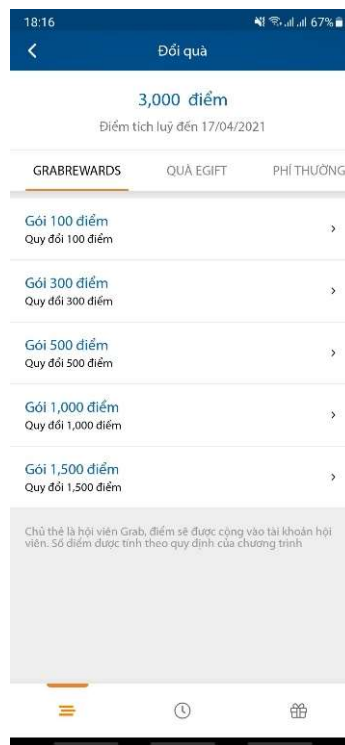 18:16
67%
Đổi quà
3,000 điểm
Điểm tích luỹ đến 17/04/2021
GRABREWARDS QUÀ EGIFT PHÍ THƯỜNG
Gói 100 điểm
Quy đổi 100 điểm
Gói 300 điểm
Quy đổi 300 điểm
Gói 500 điểm
Quy đổi 500 điểm
Gói 1,000 điểm
Quy đổi 1,000 điểm
Gói 1,500 điểm
Quy đổi 1,500 điểm
Chủ thẻ là hội viên Grab, điểm sẽ được cộng vào tài khoản hội
viên. Số điểm được tính theo quy định của chương trình